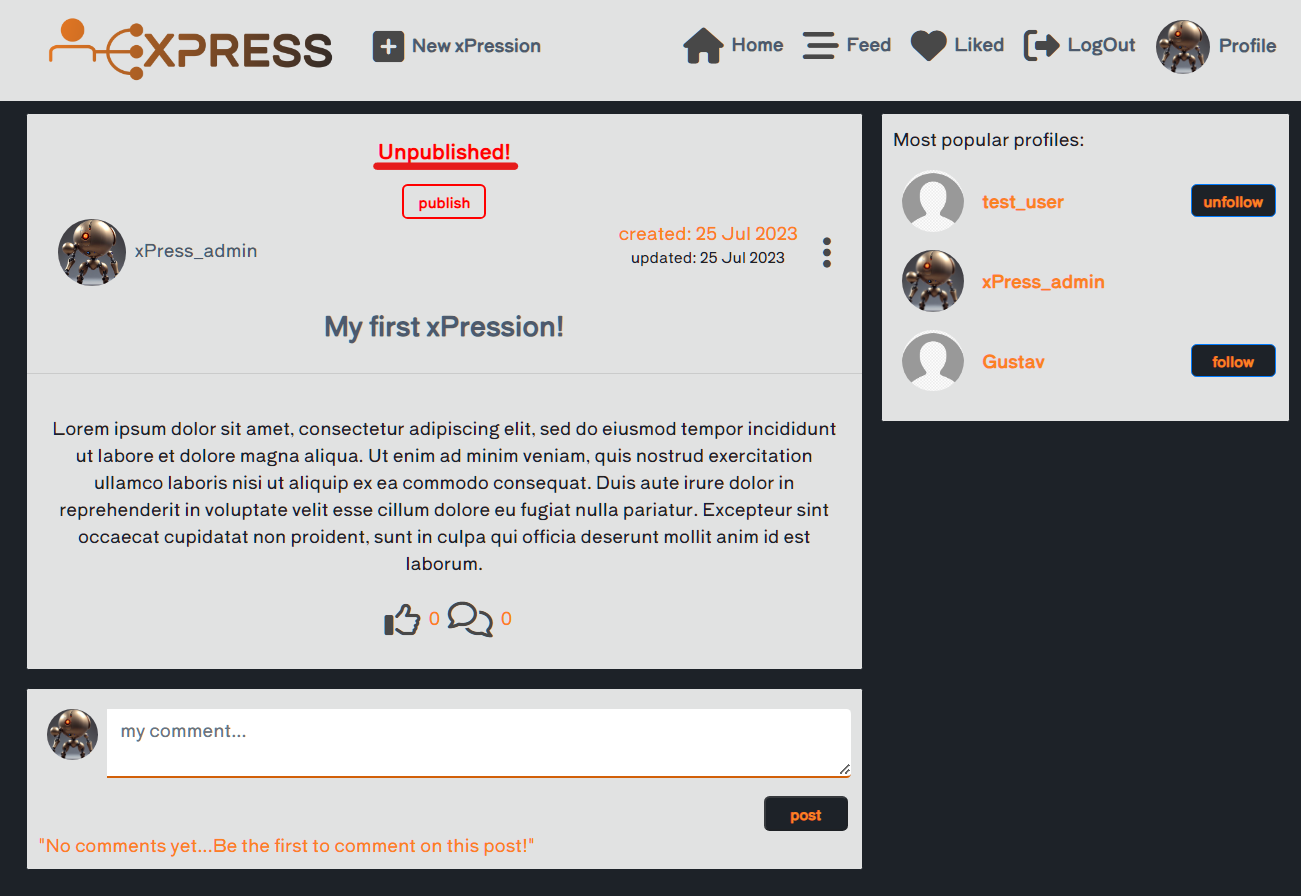 XPRESS
New xPression
Home
Feed
Liked
LogOut
Profile
Unpublished!
publish
xPress_admin
created: 25 Jul 2023
updated: 25 Jul 2023
My first xPression!
Lorem ipsum dolor sit amet, consectetur adipiscing elit, sed do eiusmod tempor incididunt
ut labore et dolore magna aliqua. Ut enim ad minim veniam, quis nostrud exercitation
ullamco laboris nisi ut aliquip ex ea commodo consequat. Duis aute irure dolor in
reprehenderit in voluptate velit esse cillum dolore eu fugiat nulla pariatur. Excepteur sint
occaecat cupidatat non proident, sunt in culpa qui officia deserunt mollit anim id est
laborum.
0 0
my comment...
post
"No comments yet...Be the first to comment on this post!"
Most popular profiles:
test_user
unfollow
xPress_admin
Gustav
follow